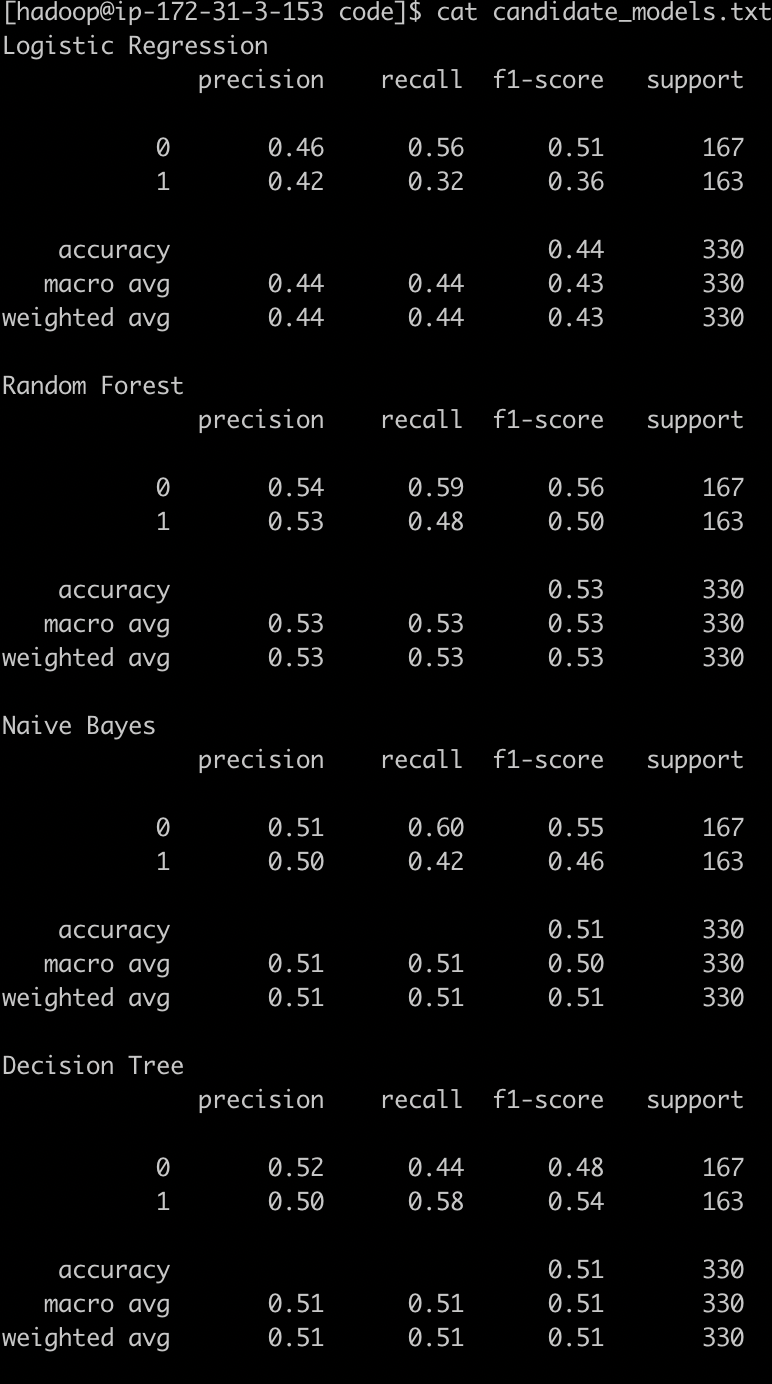 [hadoop@ip-172-31-3-153 code]$ cat candidate_models.txt
Logistic Regression
              precision    recall  f1-score   support

           0       0.46      0.56      0.51       167
           1       0.42      0.32      0.36       163

    accuracy                           0.44       330
   macro avg       0.44      0.44      0.43       330
weighted avg       0.44      0.44      0.43       330

Random Forest
              precision    recall  f1-score   support

           0       0.54      0.59      0.56       167
           1       0.53      0.48      0.50       163

    accuracy                           0.53       330
   macro avg       0.53      0.53      0.53       330
weighted avg       0.53      0.53      0.53       330

Naive Bayes
              precision    recall  f1-score   support

           0       0.51      0.60      0.55       167
           1       0.50      0.42      0.46       163

    accuracy                           0.51       330
   macro avg       0.51      0.51      0.50       330
weighted avg       0.51      0.51      0.51       330

Decision Tree
              precision    recall  f1-score   support

           0       0.52      0.44      0.48       167
           1       0.50      0.58      0.54       163

    accuracy                           0.51       330
   macro avg       0.51      0.51      0.51       330
weighted avg       0.51      0.51      0.51       330